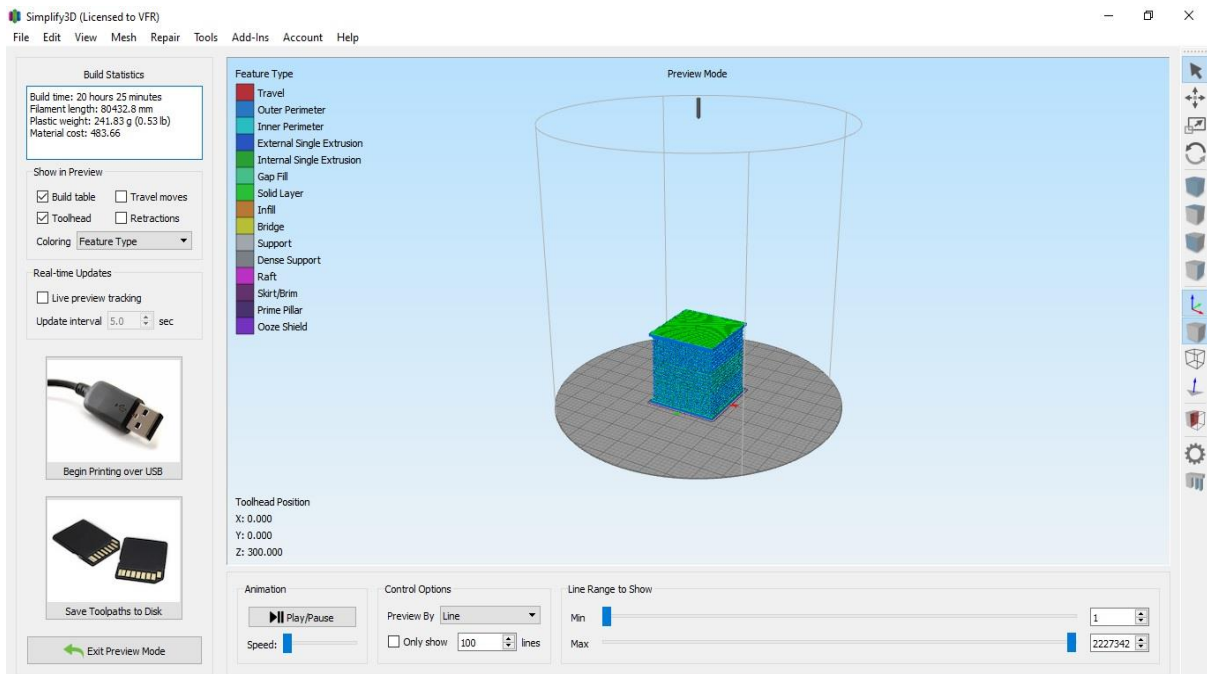 Simplify3D (Licensed to VFR)
File Edit View Mesh Repair Tools Add-Ins Account Help
Build Statistics
Build time: 20 hours 25 minutes
Filament length: 80432.8 mm
Plastic weight: 241.83 g (0.53 lb)
Material cost: 483.66
Show in Preview
Build table
Travel moves
Toolhead
Retractions
Coloring Feature Type
Real-time Updates
Live preview tracking
Update interval 5.0 sec
Begin Printing over USB
Save Toolpaths to Disk
Exit Preview Mode
Feature Type
Travel
Outer Perimeter
Inner Perimeter
External Single Extrusion
Internal Single Extrusion
Gap Fill
Solid Layer
Infill
Bridge
Support
Dense Support
Raft
Skirt/Brim
Prime Pillar
Ooze Shield
Preview Mode
Toolhead Position
X: 0.000
Y: 0.000
Z: 300.000
Animation
Play/Pause
Speed:
Control Options
Preview By Line
Only show 100 lines
Line Range to Show
Min 1
Max 2227342